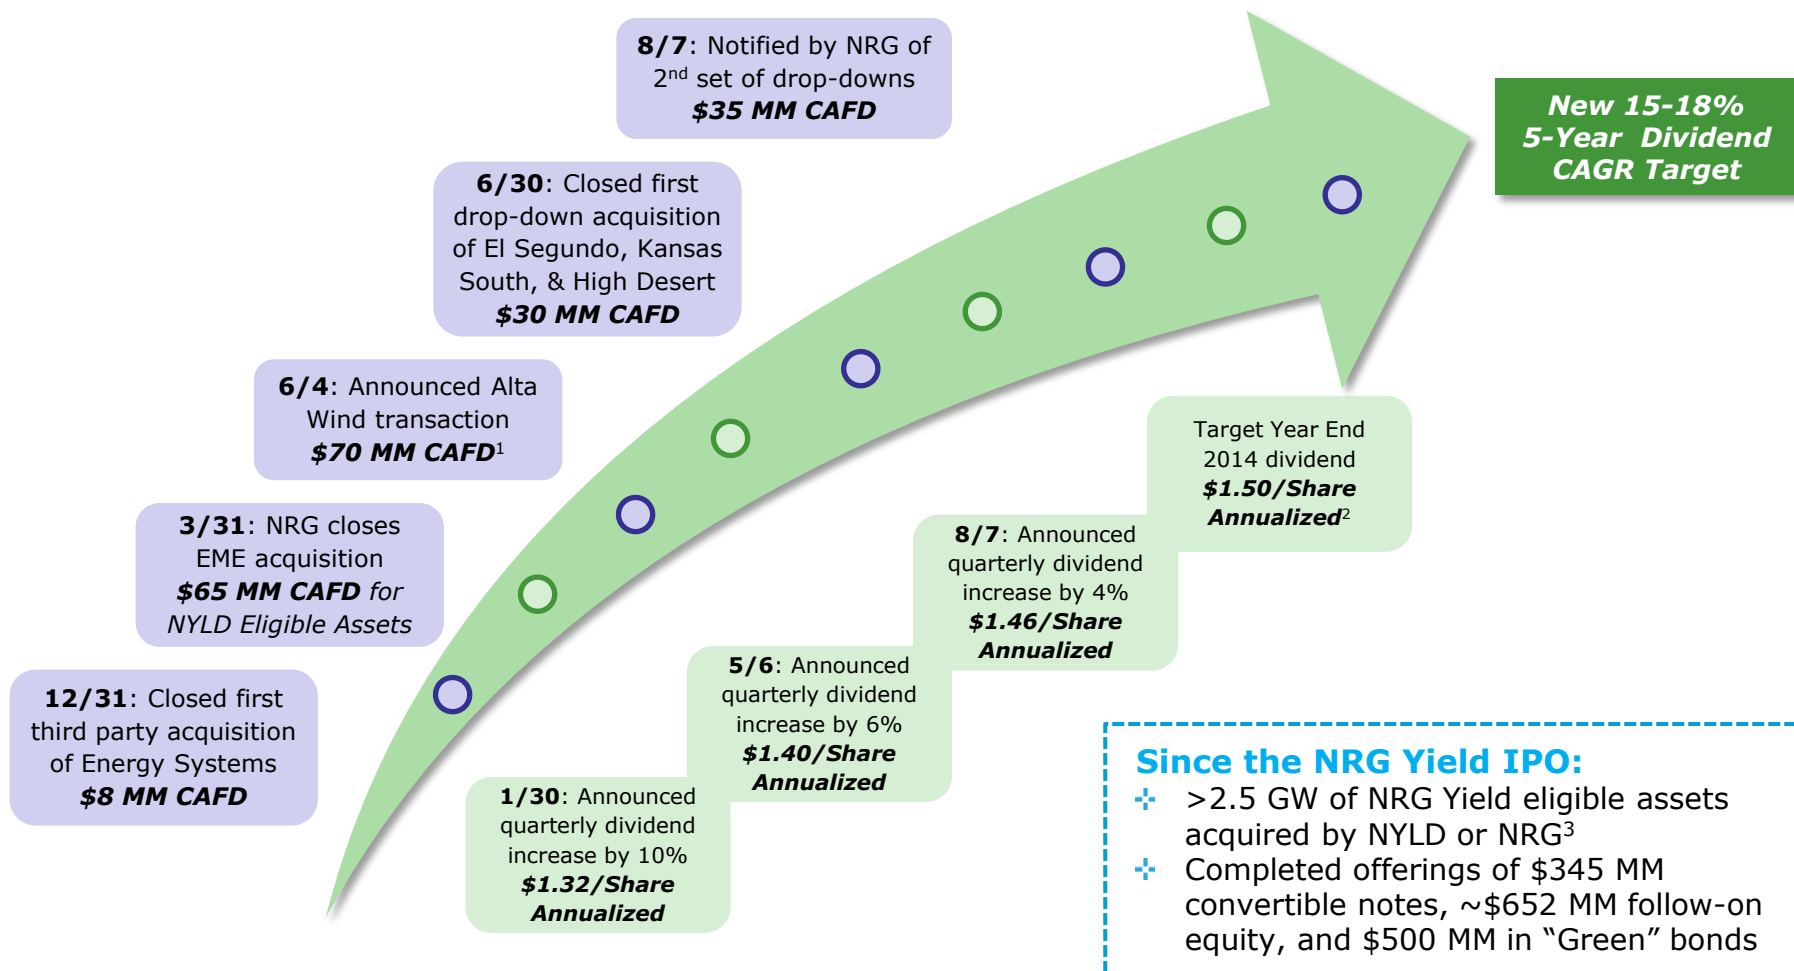 8/7: Notified by NRG of
2nd set of drop-downs
$35 MM CAFD
New 15-18%
5-Year Dividend
CAGR Target
6/30: Closed first
drop-down acquisition
of El Segundo, Kansas
South, & High Desert
$30 MM CAFD
6/4: Announced Alta
Wind transaction
$70 MM CAFD1
3/31: NRG closes
EME acquisition
$65 MM CAFD for
NYLD Eligible Assets
12/31: Closed first
third party acquisition
of Energy Systems
$8 MM CAFD
1/30: Announced
quarterly dividend
increase by 10%
$1.32/Share
Annualized
5/6: Announced
quarterly dividend
increase by 6%
$1.40/Share
Annualized
8/7: Announced
quarterly dividend
increase by 4%
$1.46/Share
Annualized
Target Year End
2014 dividend
$1.50/Share
Annualized2
Since the NRG Yield IPO:
>2.5 GW of NRG Yield eligible assets
acquired by NYLD or NRG3
Completed offerings of $345 MM
convertible notes, ~$652 MM follow-on
equity, and $500 MM in “Green” bonds